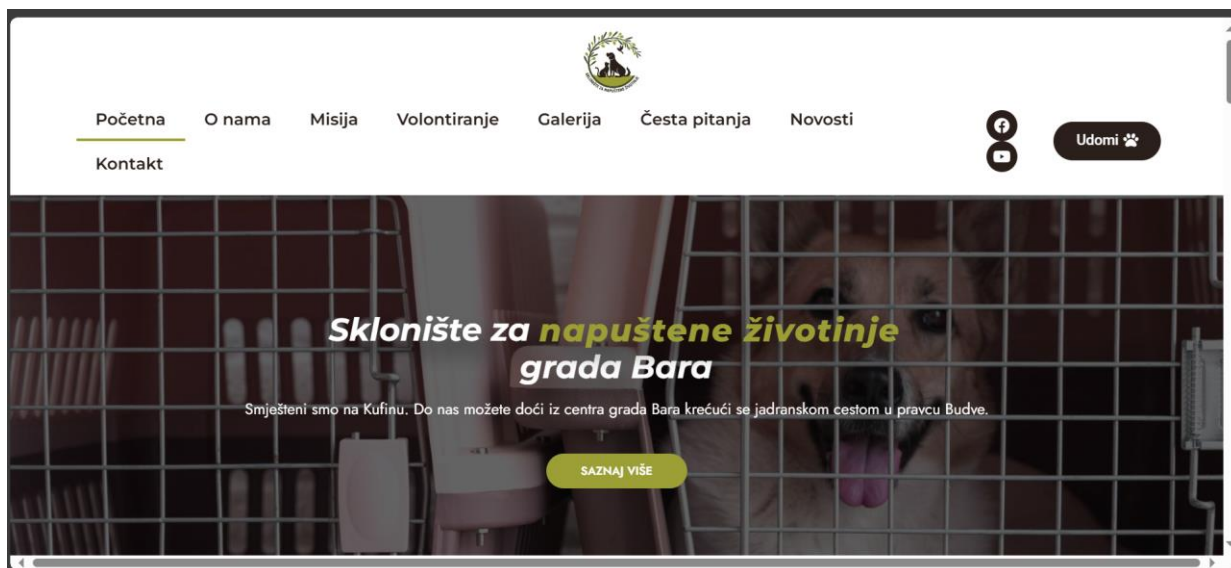 Početna O nama Misija Volontiranje Galerija Česta pitanja Novosti
Kontakt
Udomi
Sklonište za napuštene životinje
grada Bara
Smješteni smo na Kufinu. Do nas možete doći iz centra grada Bara krećući se jadranskom cestom u pravcu Budve.
SAZNAJ VIŠE